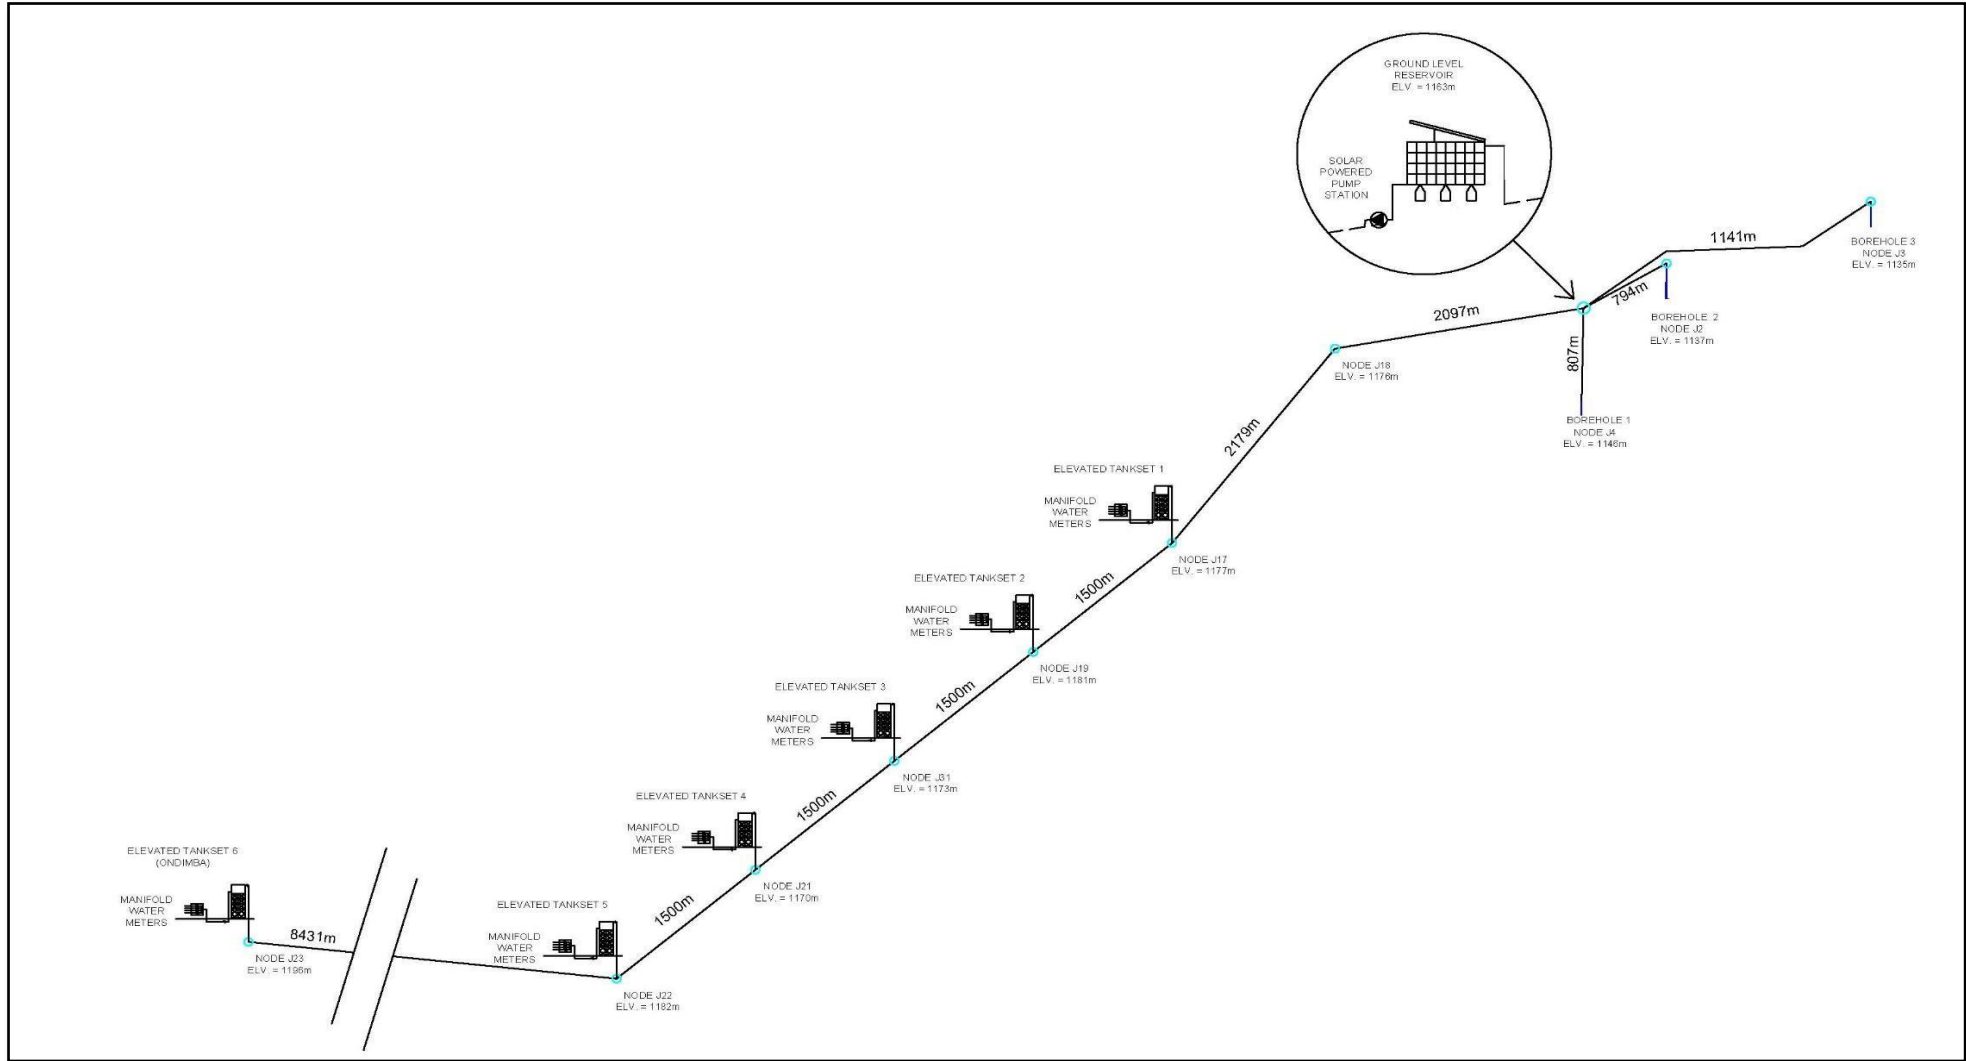 GROUND LEVEL
RESERVOIR
ELV. = 1163m
SOLAR
POWERED
PUMP
STATION
1141m
BOREHOLE 3
NODE J3
ELV. = 1135m
794m
BOREHOLE 2
NODE J2
ELV. = 1137m
2097m
807m
BOREHOLE 1
NODE J4
ELV. = 1146m
NODE J18
ELV. = 1176m
2179m
ELEVATED TANKSET 1
MANIFOLD
WATER
METERS
NODE J17
ELV. = 1177m
1500m
ELEVATED TANKSET 2
MANIFOLD
WATER
METERS
NODE J19
ELV. = 1181m
1500m
ELEVATED TANKSET 3
MANIFOLD
WATER
METERS
NODE J31
ELV. = 1173m
1500m
ELEVATED TANKSET 4
MANIFOLD
WATER
METERS
NODE J21
ELV. = 1170m
1500m
ELEVATED TANKSET 5
MANIFOLD
WATER
METERS
NODE J22
ELV. = 1182m
8431m
ELEVATED TANKSET 6
(ONDIMBA)
MANIFOLD
WATER
METERS
NODE J23
ELV. = 1196m